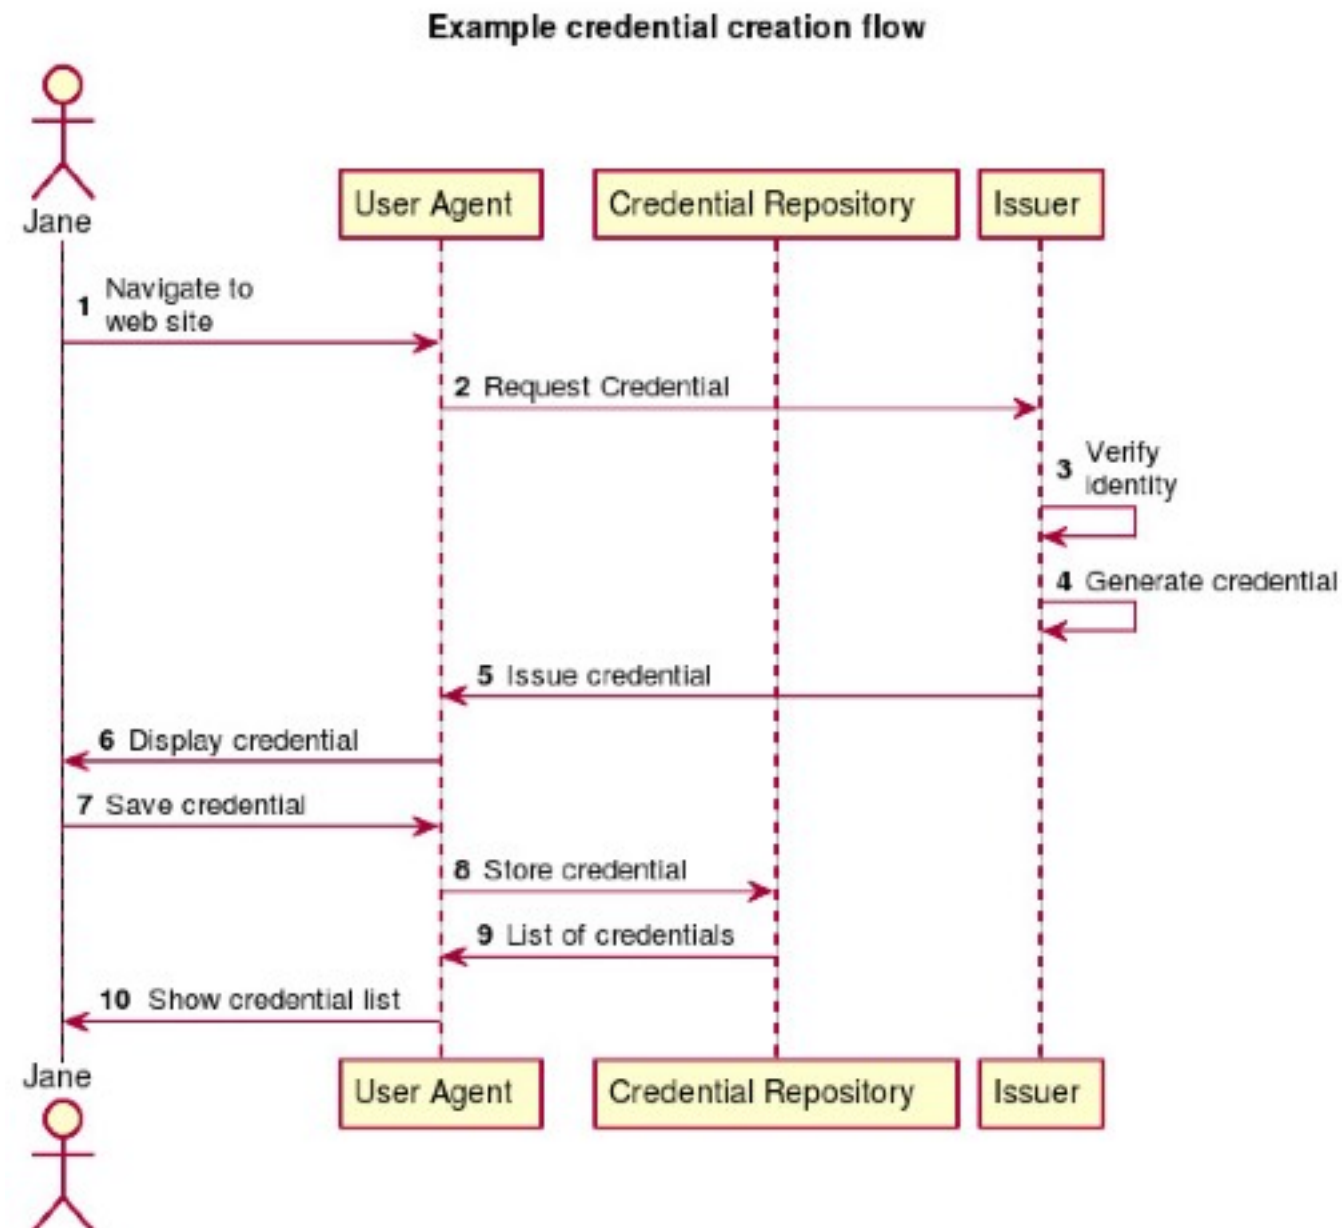 Example credential creation flow
Jane
User Agent
Credential Repository
Issuer
1 Navigate to
web site
2 Request Credential
3 Verify
identity
4 Generate credential
5 Issue credential
6 Display credential
7 Save credential
8 Store credential
9 List of credentials
10 Show credential list
Jane
User Agent
Credential Repository
Issuer